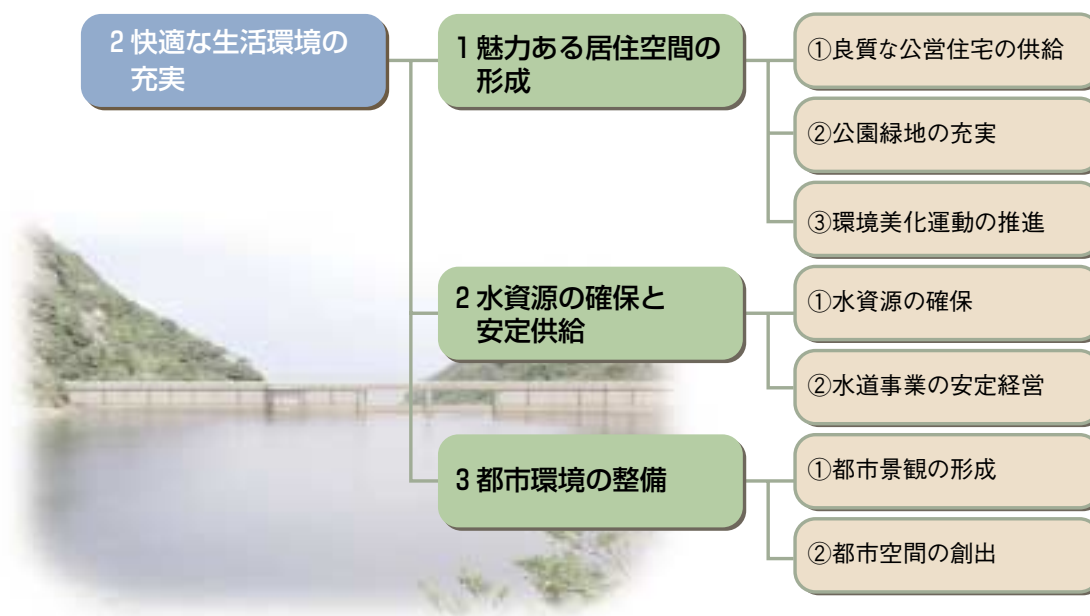 2 快適な生活環境の
充実
1 魅力ある居住空間の
形成
①良質な公営住宅の供給
②公園緑地の充実
③環境美化運動の推進
2 水資源の確保と
安定供給
①水資源の確保
②水道事業の安定経営
3 都市環境の整備
①都市景観の形成
②都市空間の創出